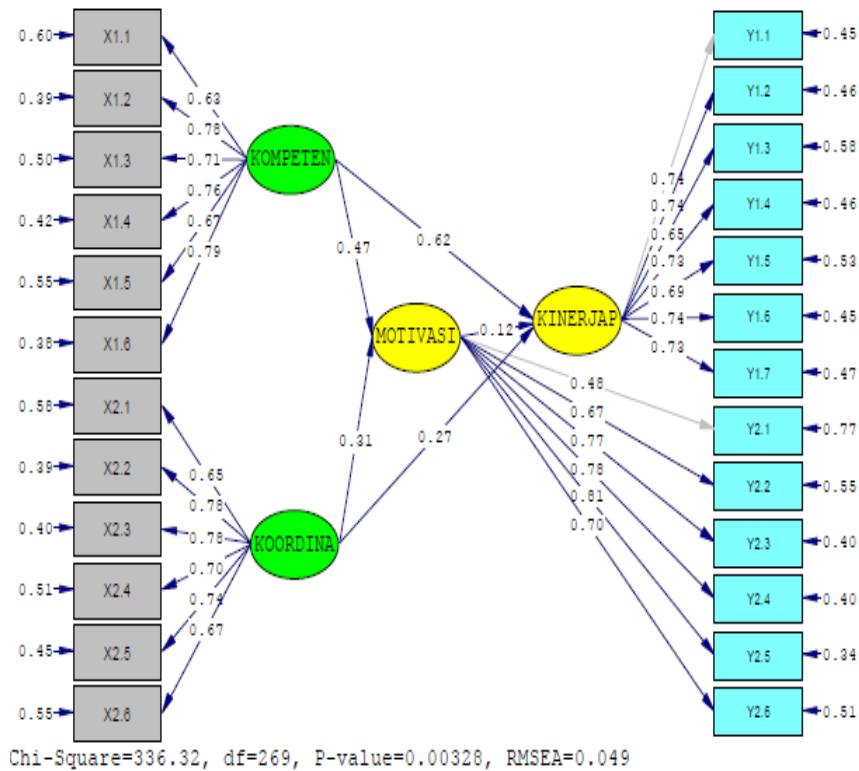 0.60 X1.1
0.39 X1.2
0.50 X1.3
0.42 X1.4
0.55 X1.5
0.38 X1.6
0.58 X2.1
0.39 X2.2
0.40 X2.3
0.51 X2.4
0.45 X2.5
0.55 X2.6
0.63
0.78
0.71
0.76
0.67
0.79
0.65
0.78
0.78
0.70
0.74
0.67
KOMPETEN
KOORDINA
0.47
0.62
0.31
0.27
MOTIVASI
0.12
KINERJAP
0.74
0.74
0.65
0.73
0.69
0.74
0.73
0.48
0.67
0.77
0.78
0.81
0.70
Y1.1 0.45
Y1.2 0.46
Y1.3 0.58
Y1.4 0.46
Y1.5 0.53
Y1.6 0.45
Y1.7 0.47
Y2.1 0.77
Y2.2 0.55
Y2.3 0.40
Y2.4 0.40
Y2.5 0.34
Y2.6 0.51
Chi-Square=336.32, df=269, P-value=0.00328, RMSEA=0.049